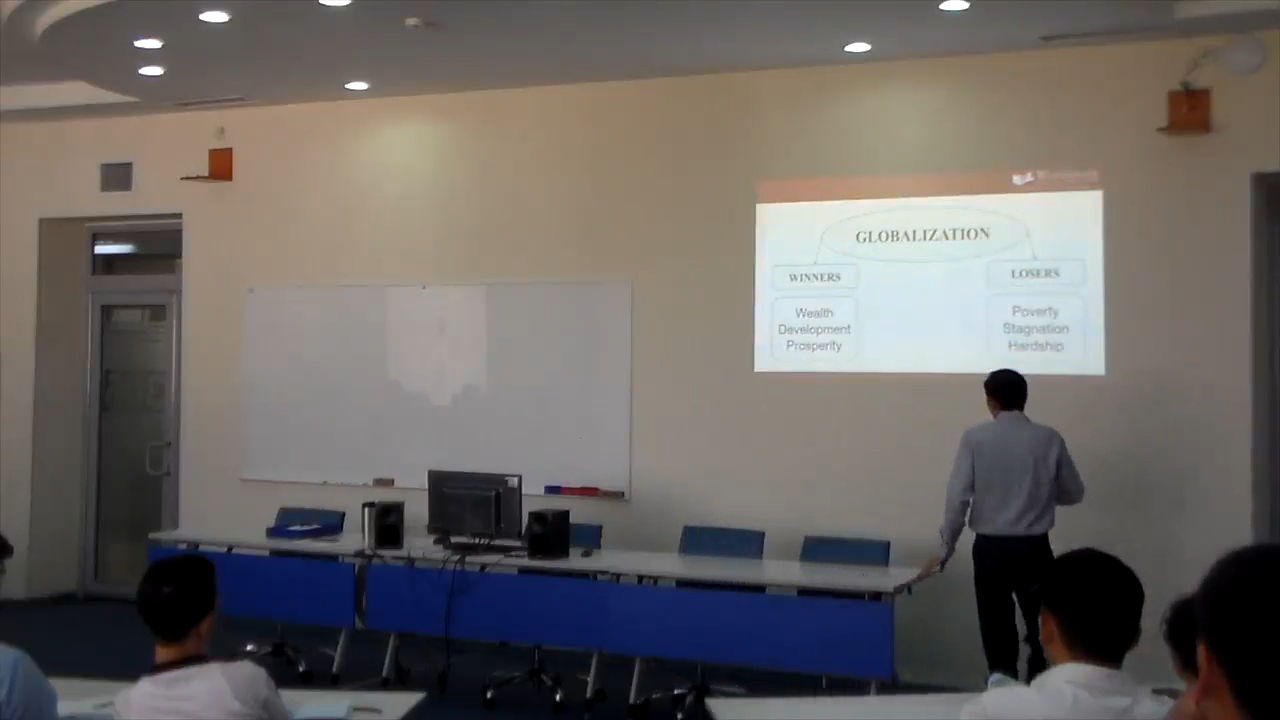 GLOBALIZATION
WINNERS
Wealth
Development
Prosperity
LOSERS
Poverty
Stagnation
Hardship